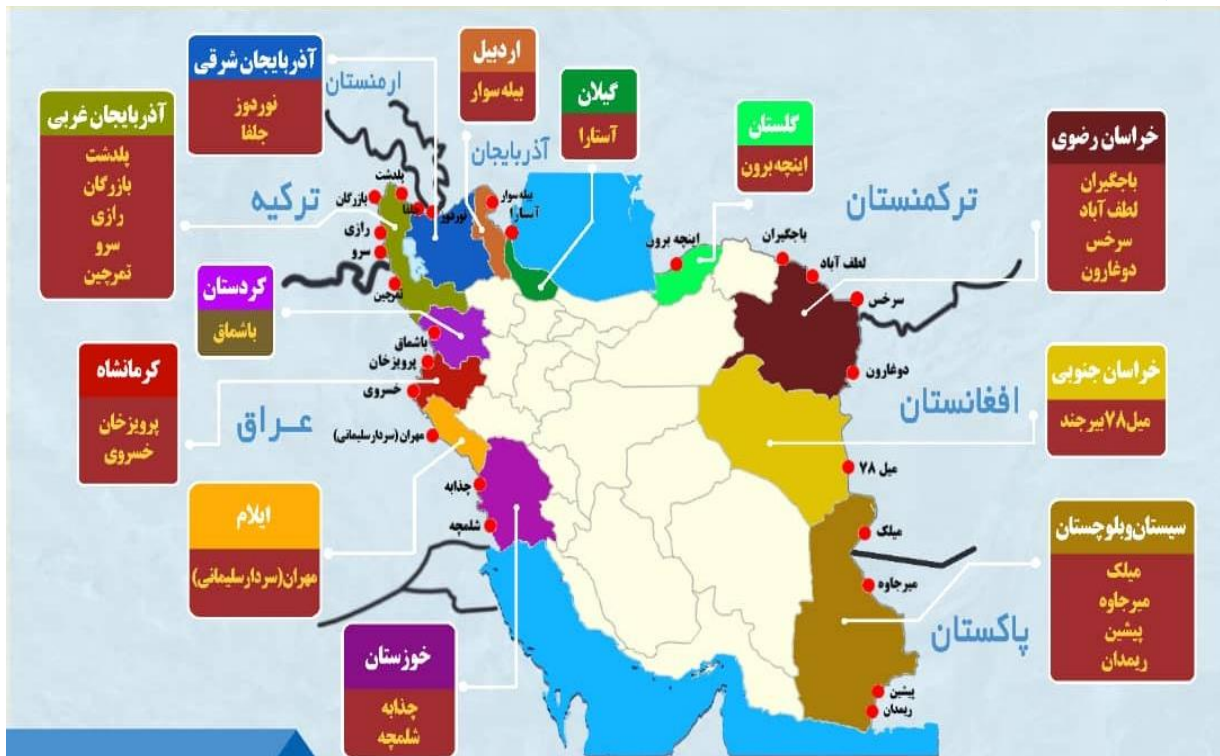 آذربایجان شرقی
نوردوز
جلفا
اردبیل
بیله سوار
گیلان
آستارا
گلستان
اینچه برون
خراسان رضوی
باجگیران
لطف آباد
سرخس
دوغارون
آذربایجان غربی
پلدشت
بازرگان
رازی
سرو
تمرچین
کردستان
باشماق
کرمانشاه
پرویزخان
خسروی
ایلام
مهران(سردارسلیمانی)
خوزستان
چذابه
شلمچه
خراسان جنوبی
میل۷۸بیرجند
سیستان وبلوچستان
میلک
میرجاوه
پیشین
ریمدان
ارمنستان
آذربایجان
ترکیه
ترکمنستان
عـراق
افغانستان
پاکستان
پلدشت
بازرگان
جلفا
نوردوز
بیله سوار
آستارا
رازی
سرو
تمرچین
باشماق
پرویزخان
خسروی
مهران(سردارسلیمانی)
چذابه
شلمچه
اینچه برون
باجگیران
لطف آباد
سرخس
دوغارون
میل ۷۸
میلک
میرجاوه
پیشین
ریمدان